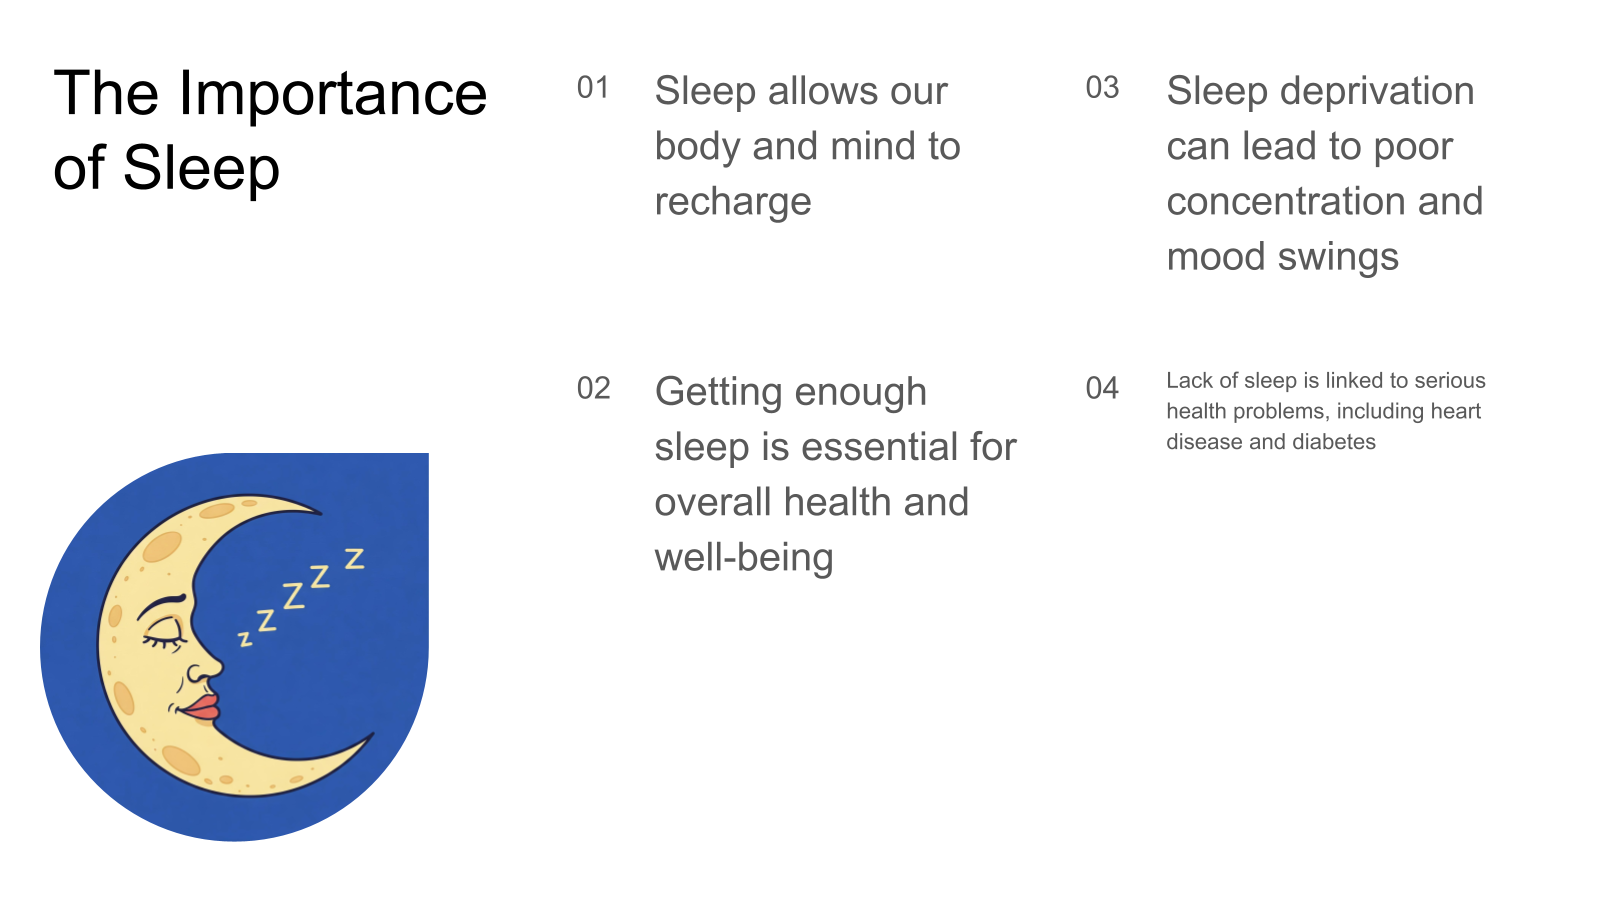 The Importance
of Sleep
01
Sleep allows our
body and mind to
recharge
02
Getting enough
sleep is essential for
overall health and
well-being
03
Sleep deprivation
can lead to poor
concentration and
mood swings
04
Lack of sleep is linked to serious
health problems, including heart
disease and diabetes
z z z z z